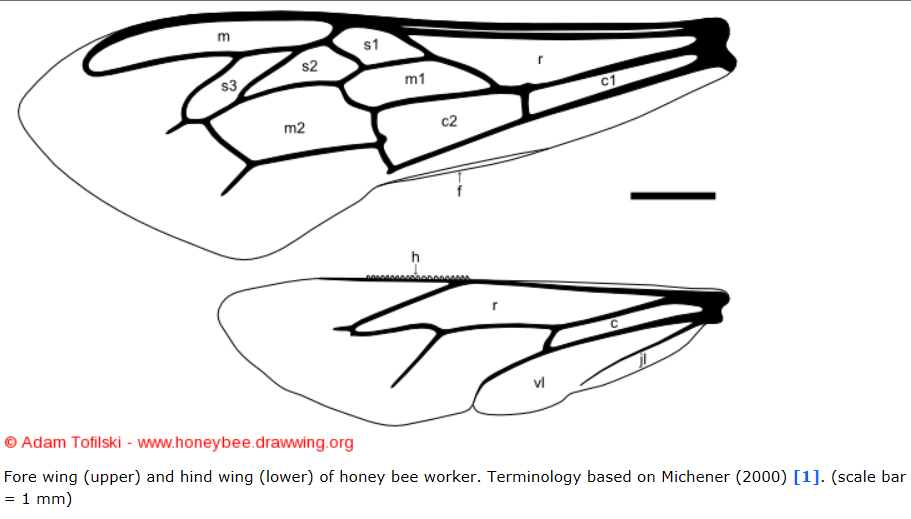 m
s1
s2
s3
r
m1
c1
m2
c2
f
h
r
c
jl
vl
© Adam Tofilski - www.honeybee.drawwing.org
Fore wing (upper) and hind wing (lower) of honey bee worker. Terminology based on Michener (2000) [1]. (scale bar
= 1 mm)